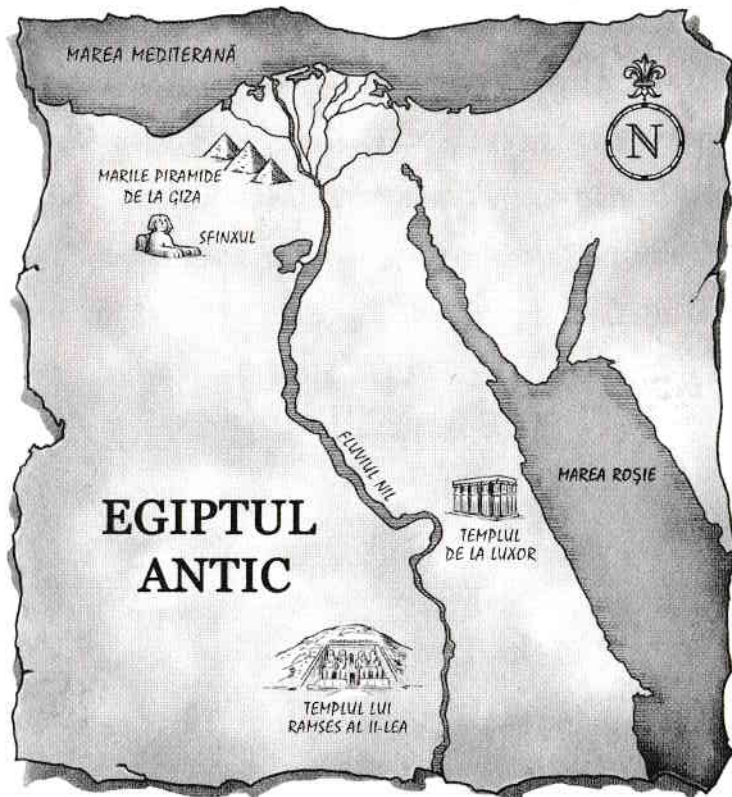 MAREA MEDITERANĂ
N
MARILE PIRAMIDE
DE LA GIZA
SFINXUL
FLUVIUL NIL
MAREA ROȘIE
TEMPLUL
DE LA LUXOR
EGIPTUL
ANTIC
TEMPLUL LUI
RAMSES AL II-LEA